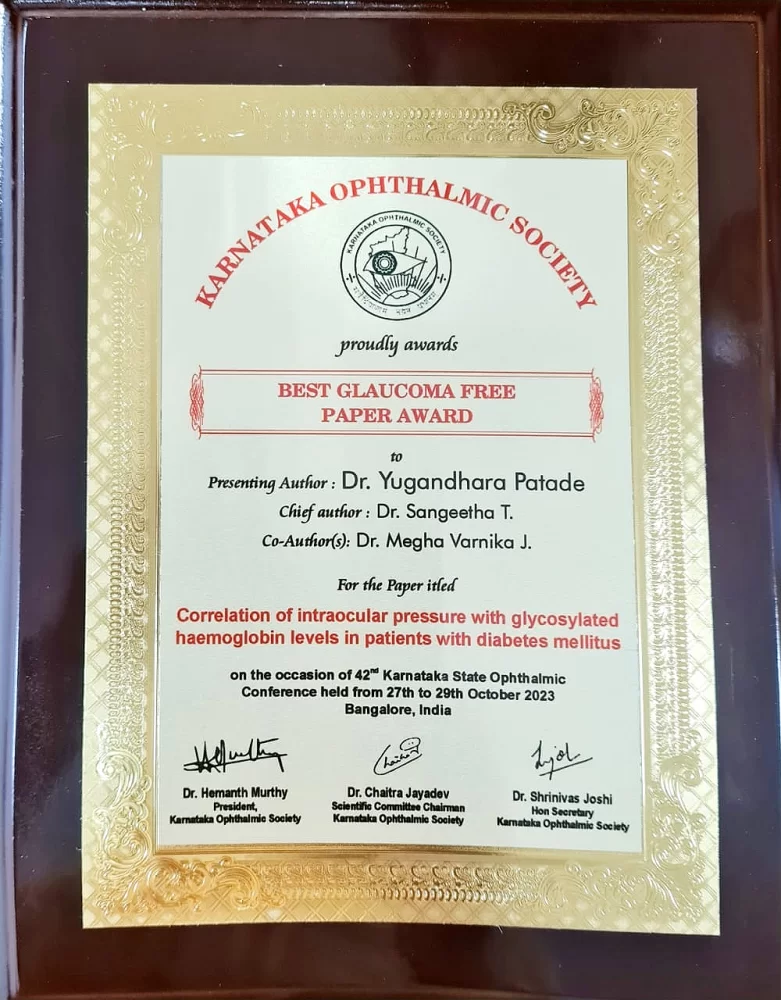 KARNATAKA OPHTHALMIC SOCIETY
KARNATAKA OPHTHALMIC SOCIETY
proudly awards
BEST GLAUCOMA FREE
PAPER AWARD
to
Presenting Author : Dr. Yugandhara Patade
Chief author : Dr. Sangeetha T.
Co-Author(s): Dr. Megha Varnika J.
For the Paper itled
Correlation of intraocular pressure with glycosylated
haemoglobin levels in patients with diabetes mellitus
on the occasion of 42nd Karnataka State Ophthalmic
Conference held from 27th to 29th October 2023
Bangalore, India
Dr. Hemanth Murthy
President,
Karnataka Ophthalmic Society
Dr. Chaitra Jayadev
Scientific Committee Chairman
Karnataka Ophthalmic Society
Dr. Shrinivas Joshi
Hon Secretary
Karnataka Ophthalmic Society